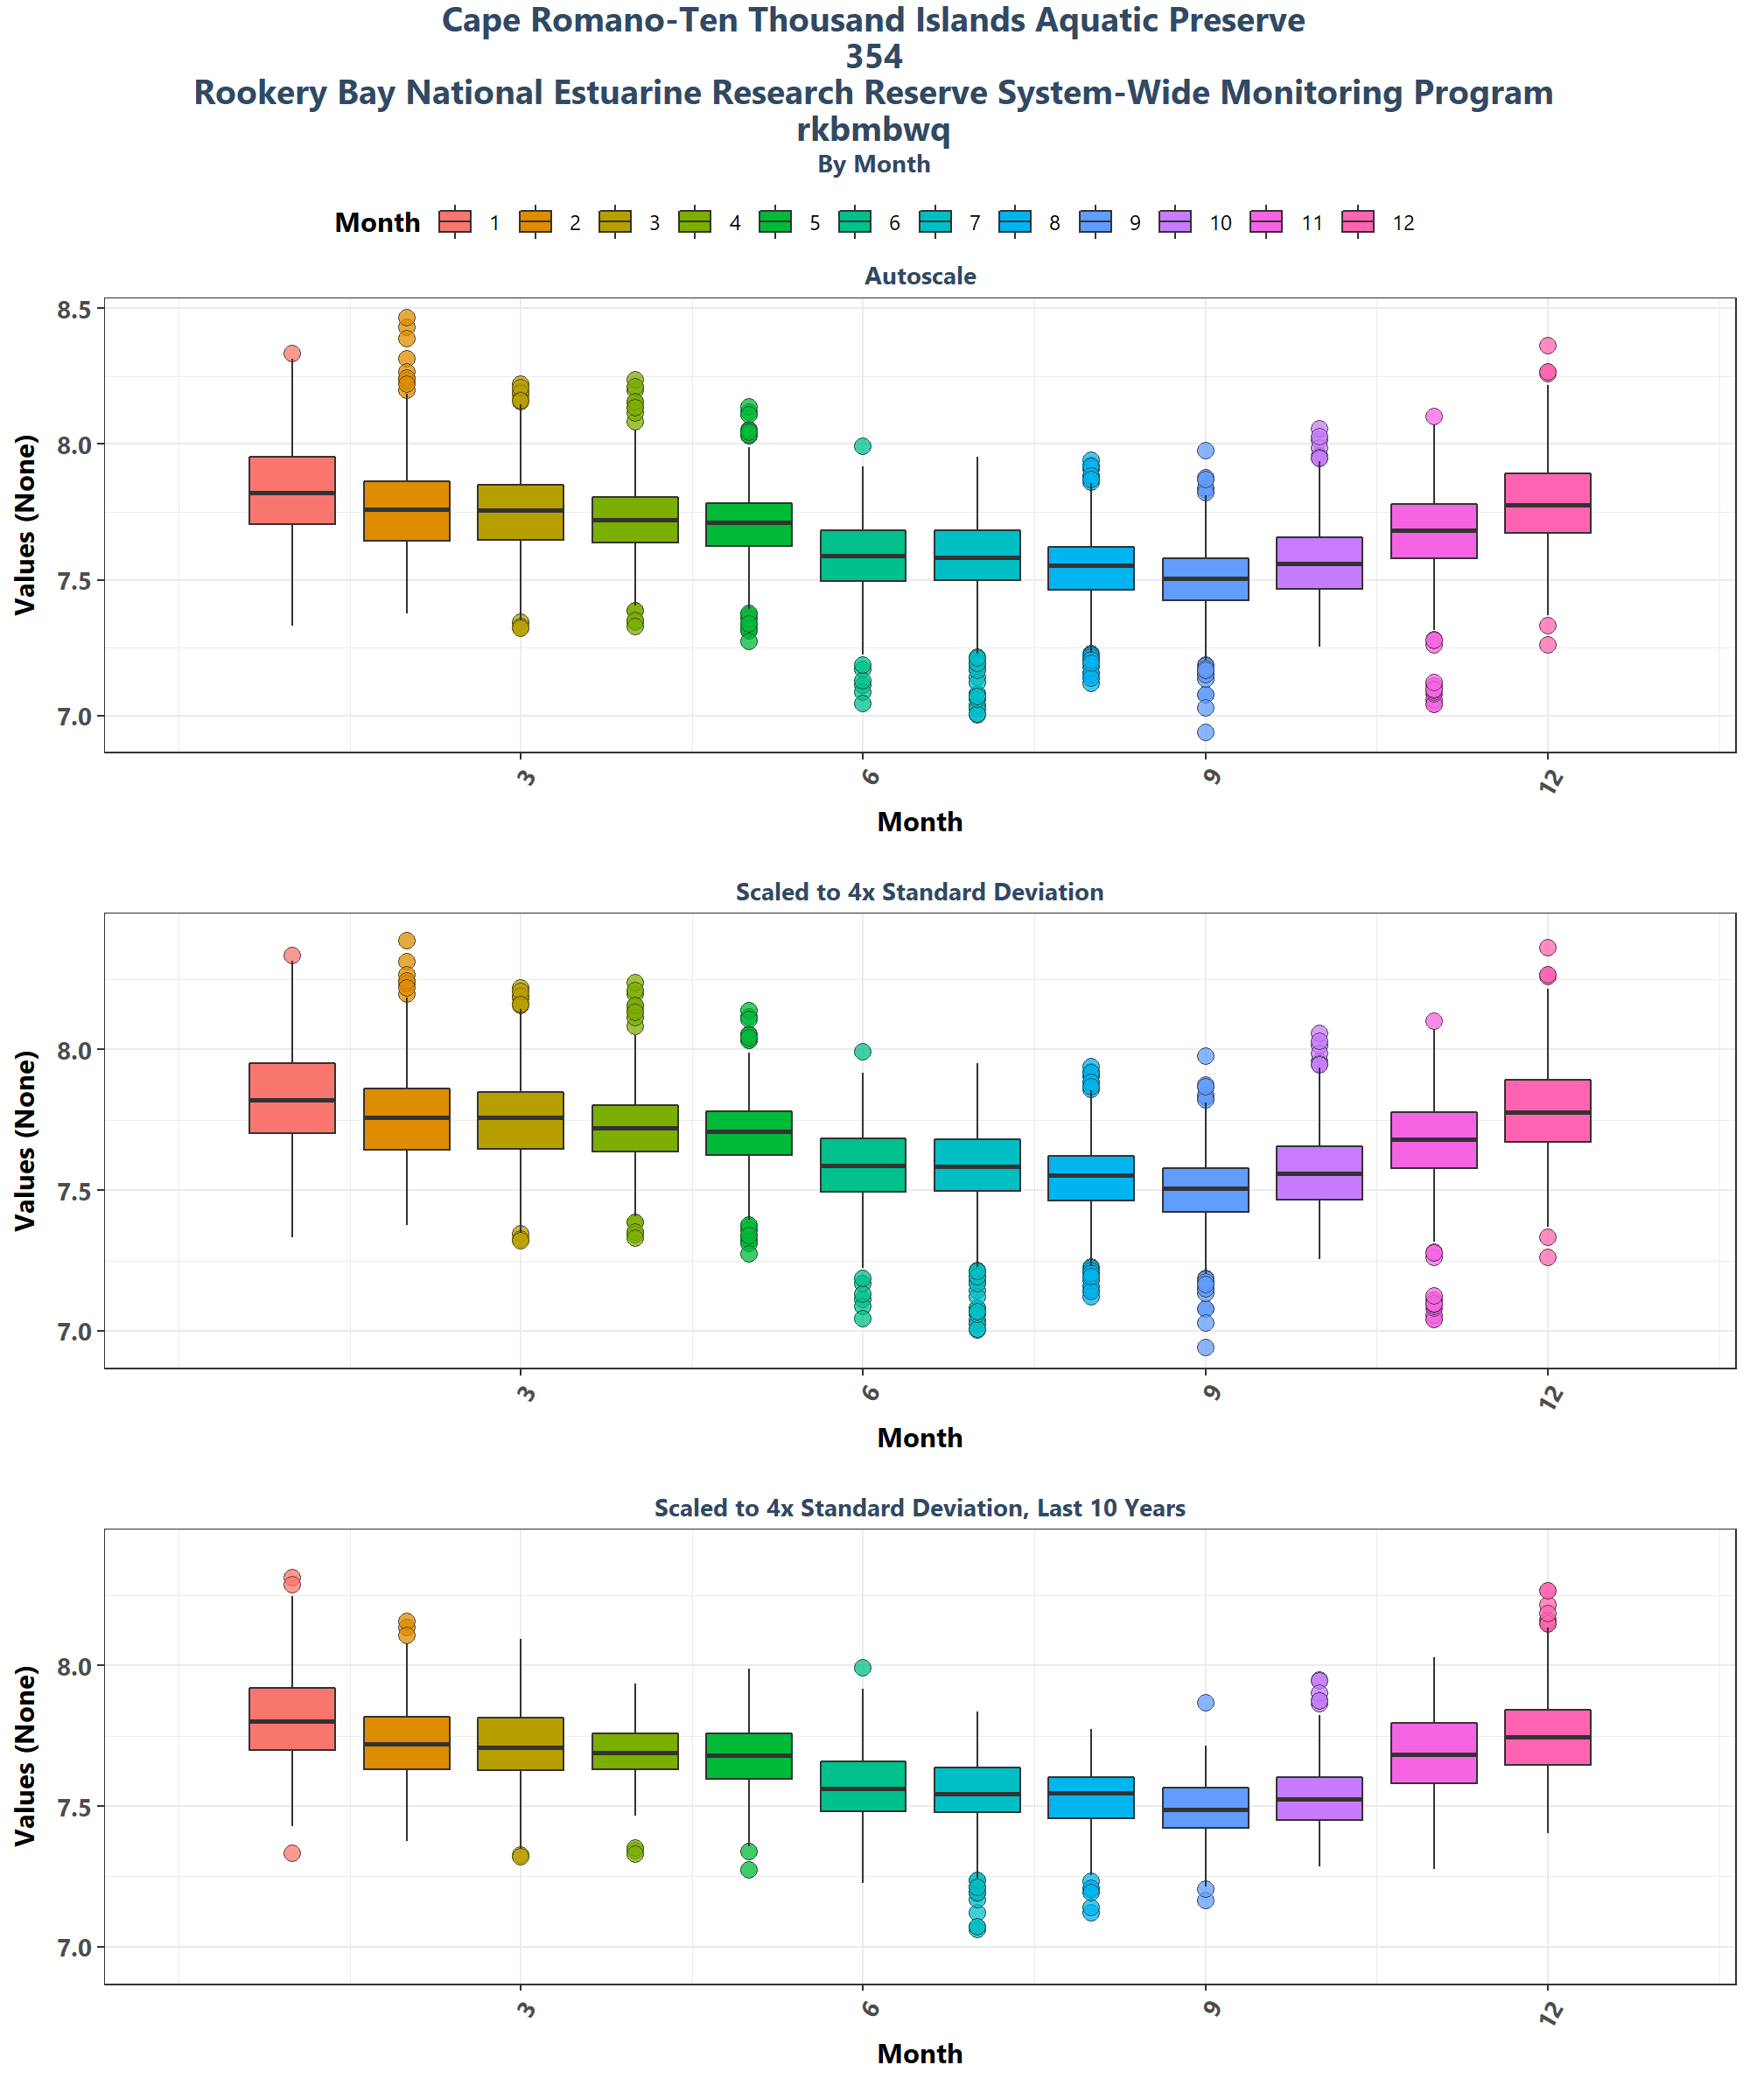 Cape Romano-Ten Thousand Islands Aquatic Preserve
354
Rookery Bay National Estuarine Research Reserve System-Wide Monitoring Program
rkbmbwq
By Month
Month 1 2 3 4 5 6 7 8 9 10 11 12
Autoscale
Values (None)
8.5
8.0
7.5
7.0
3 6 9 12
Month
Scaled to 4x Standard Deviation
Values (None)
8.0
7.5
7.0
3 6 9 12
Month
Scaled to 4x Standard Deviation, Last 10 Years
Values (None)
8.0
7.5
7.0
3 6 9 12
Month